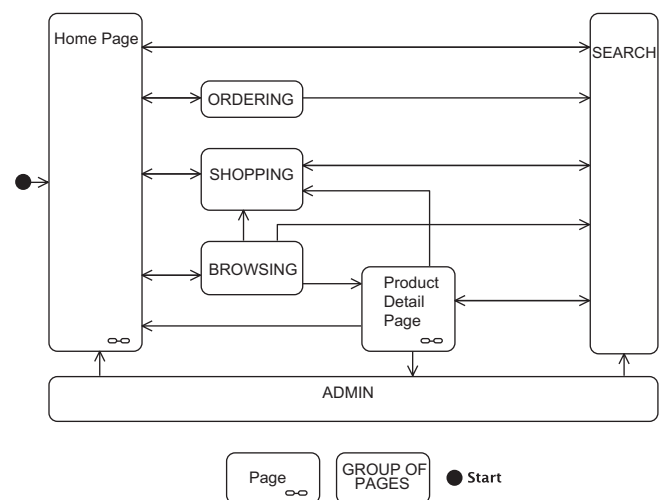 Home Page
SEARCH
ORDERING
SHOPPING
BROWSING
Product
Detail
Page
ADMIN
Page
GROUP OF
PAGES
Start